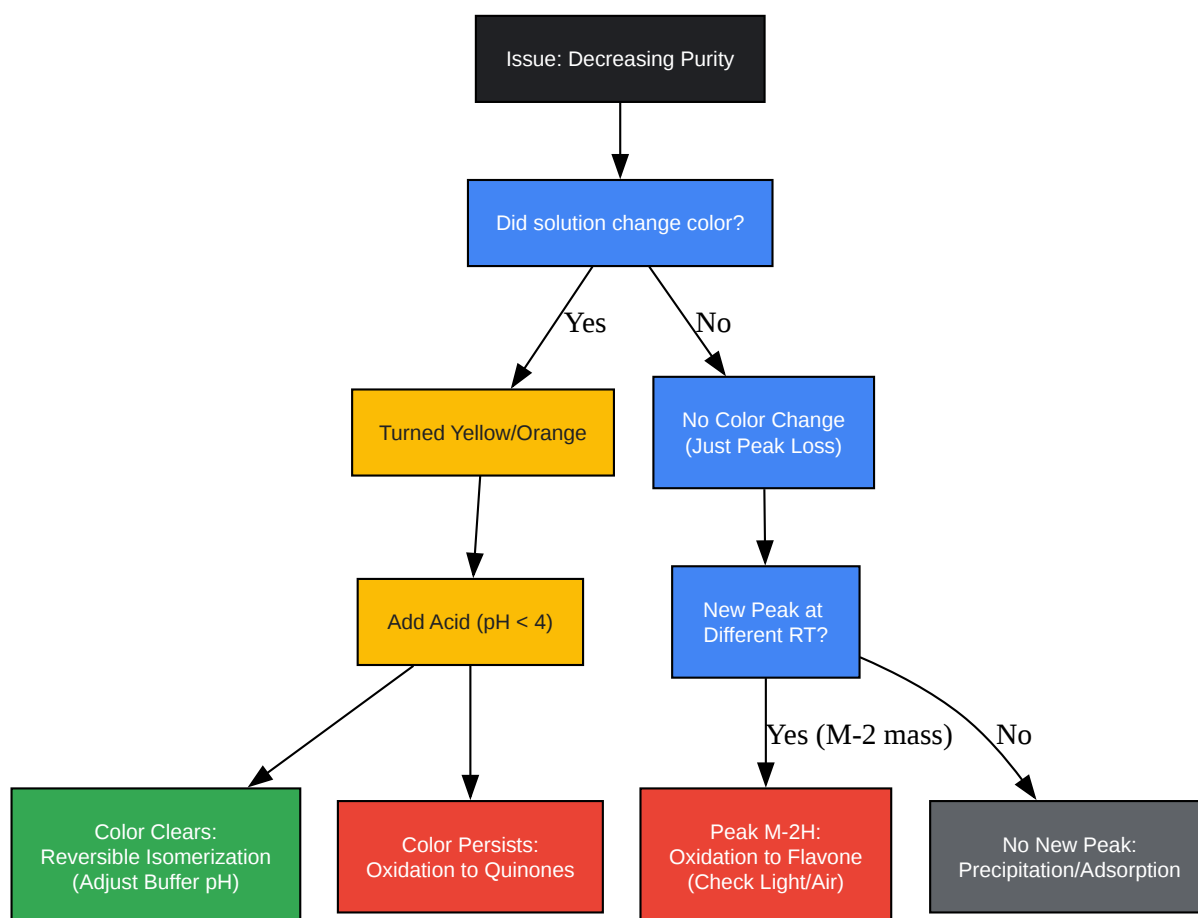 Issue: Decreasing Purity
Did solution change color?
Yes
No
Turned Yellow/Orange
No Color Change
(Just Peak Loss)
Add Acid (pH < 4)
New Peak at
Different RT?
Yes (M-2 mass)
No
Color Clears:
Reversible Isomerization
(Adjust Buffer pH)
Color Persists:
Oxidation to Quinones
Peak M-2H:
Oxidation to Flavone
(Check Light/Air)
No New Peak:
Precipitation/Adsorption